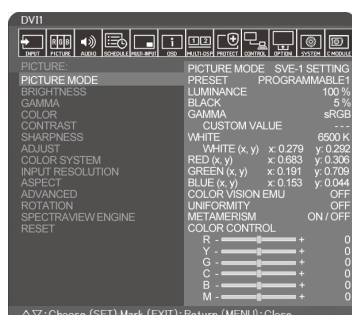 DVI1
INPUT PICTURE AUDIO SCHEDULE MULTI-INPUT OSD MULTI-DSP PROTECT CONTROL OPTION SYSTEM C MODULE
PICTURE:
PICTURE MODE
BRIGHTNESS
GAMMA
COLOR
CONTRAST
SHARPNESS
ADJUST
COLOR SYSTEM
INPUT RESOLUTION
ASPECT
ADVANCED
ROTATION
SPECTRAVIEW ENGINE
RESET
PICTURE MODE SVE-1 SETTING
PRESET PROGRAMMABLE1
LUMINANCE 100 %
BLACK 5 %
GAMMA sRGB
CUSTOM VALUE ---
WHITE 6500 K
WHITE (x, y) x: 0.279 y: 0.292
RED (x, y) x: 0.683 y: 0.306
GREEN (x, y) x: 0.191 y: 0.709
BLUE (x, y) x: 0.153 y: 0.044
COLOR VISION EMU OFF
UNIFORMITY OFF
METAMERISM ON / OFF
COLOR CONTROL
R - + 0
Y - + 0
G - + 0
C - + 0
B - + 0
M - + 0
△▽: Choose (SET) Mark (EXIT): Return (MENU): Close